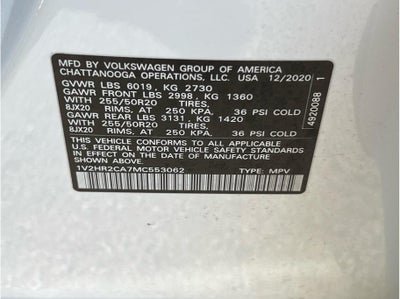 MFD BY VOLKSWAGEN GROUP OF AMERICA
CHATTANOOGA OPERATIONS, LLC. USA 12/2020
GVWR LBS 6019, KG 2730
GAWR FRONT LBS 2998, KG 1360
WITH 255/50R20 TIRES,
8JX20 RIMS, AT 250 KPA, 36 PSI COLD
GAWR REAR LBS 3131, KG 1420
WITH 255/50R20 TIRES,
8JX20 RIMS, AT 250 KPA, 36 PSI COLD
THIS VEHICLE CONFORMS TO ALL APPLICABLE
U.S. FEDERAL MOTOR VEHICLE SAFETY
STANDARDS IN EFFECT ON THE DATE OF
MANUFACTURE SHOWN ABOVE.
1V2HR2CA7MC553062 TYPE: MPV
4920088 1